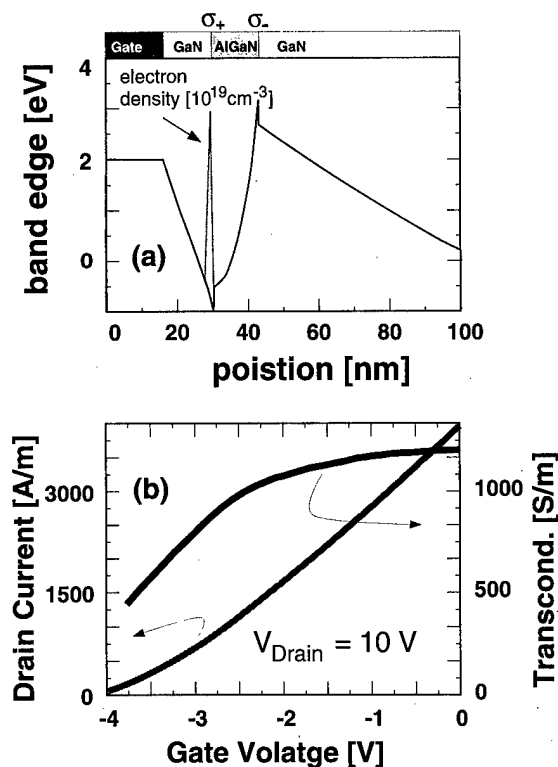 σ+ σ-
Gate GaN AlGaN GaN
4
2
0
band edge [eV]
electron
density [10^19cm^-3]
(a)
0 20 40 60 80 100
poistion [nm]
(b)
3000
1500
0
Drain Current [A/m]
1000
500
0
Transcond. [S/m]
V_Drain = 10 V
-4 -3 -2 -1 0
Gate Volatge [V]